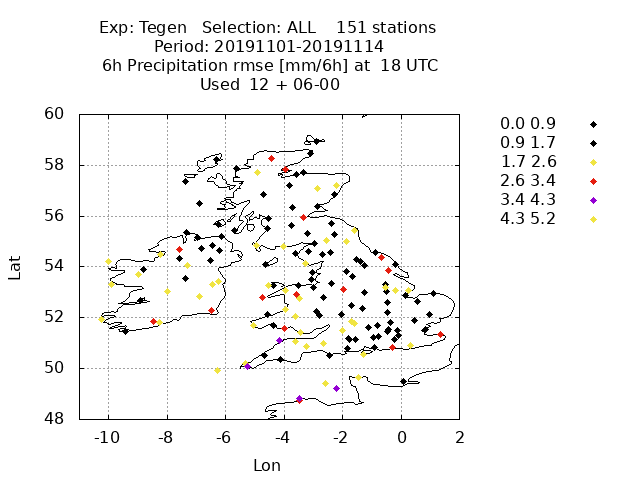 Exp: Tegen Selection: ALL 151 stations
Period: 20191101-20191114
6h Precipitation rmse [mm/6h] at 18 UTC
Used 12 + 06-00
60
58
56
54
52
50
48
Lat
-10 -8 -6 -4 -2 0 2
Lon
0.0 0.9
0.9 1.7
1.7 2.6
2.6 3.4
3.4 4.3
4.3 5.2